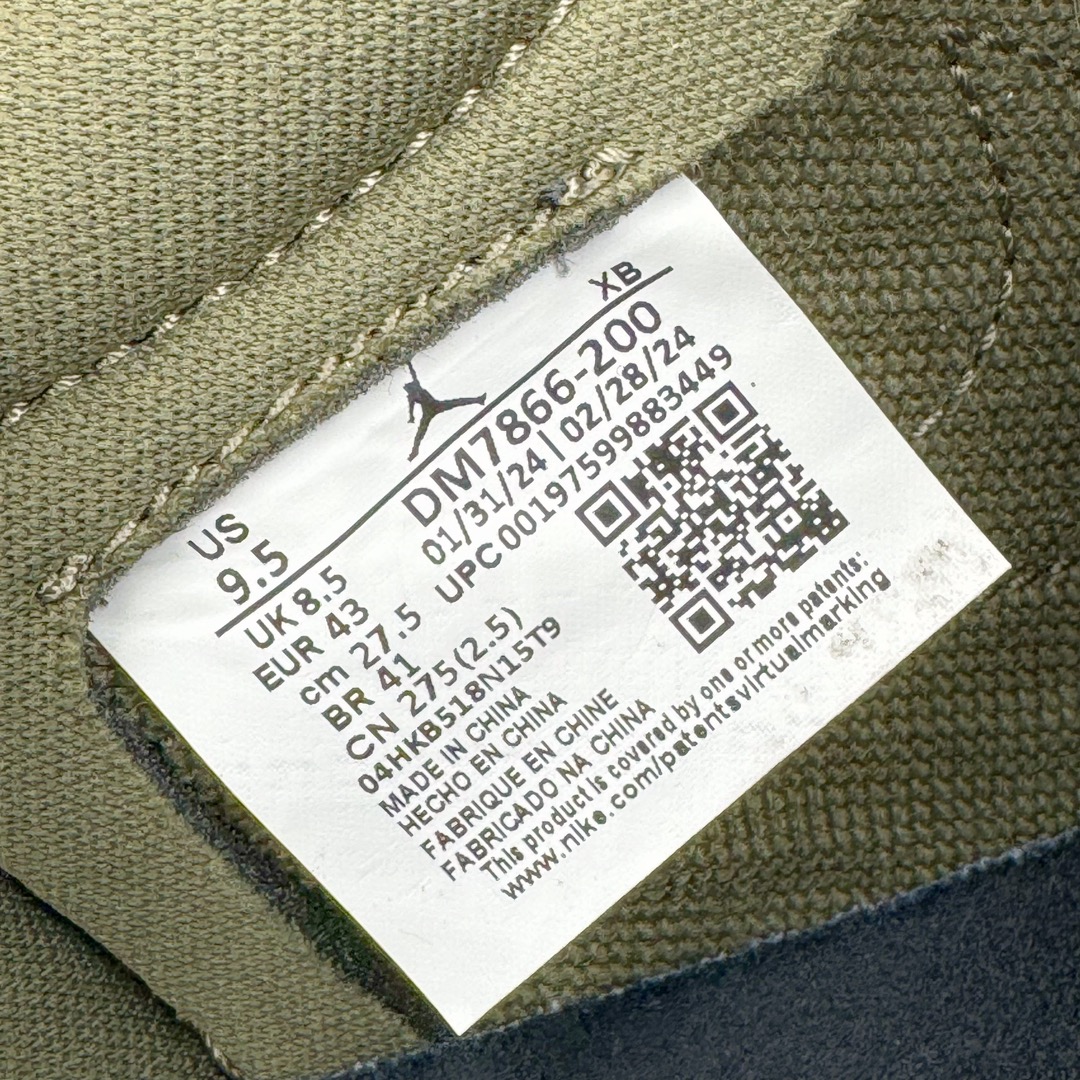 XB
US
9.5
DM7866-200
01/31/24 | 02/28/24
UPC 00197599883449
UK 8.5
EUR 43
cm 27.5
BR 41
CN 275(2.5)
04HKB518N15T9
MADE IN CHINA
HECHO EN CHINA
FABRIQUE EN CHINE
FABRICADO NA CHINA
This product is covered by one or more patents:
www.nike.com/patentsvirtualmarking